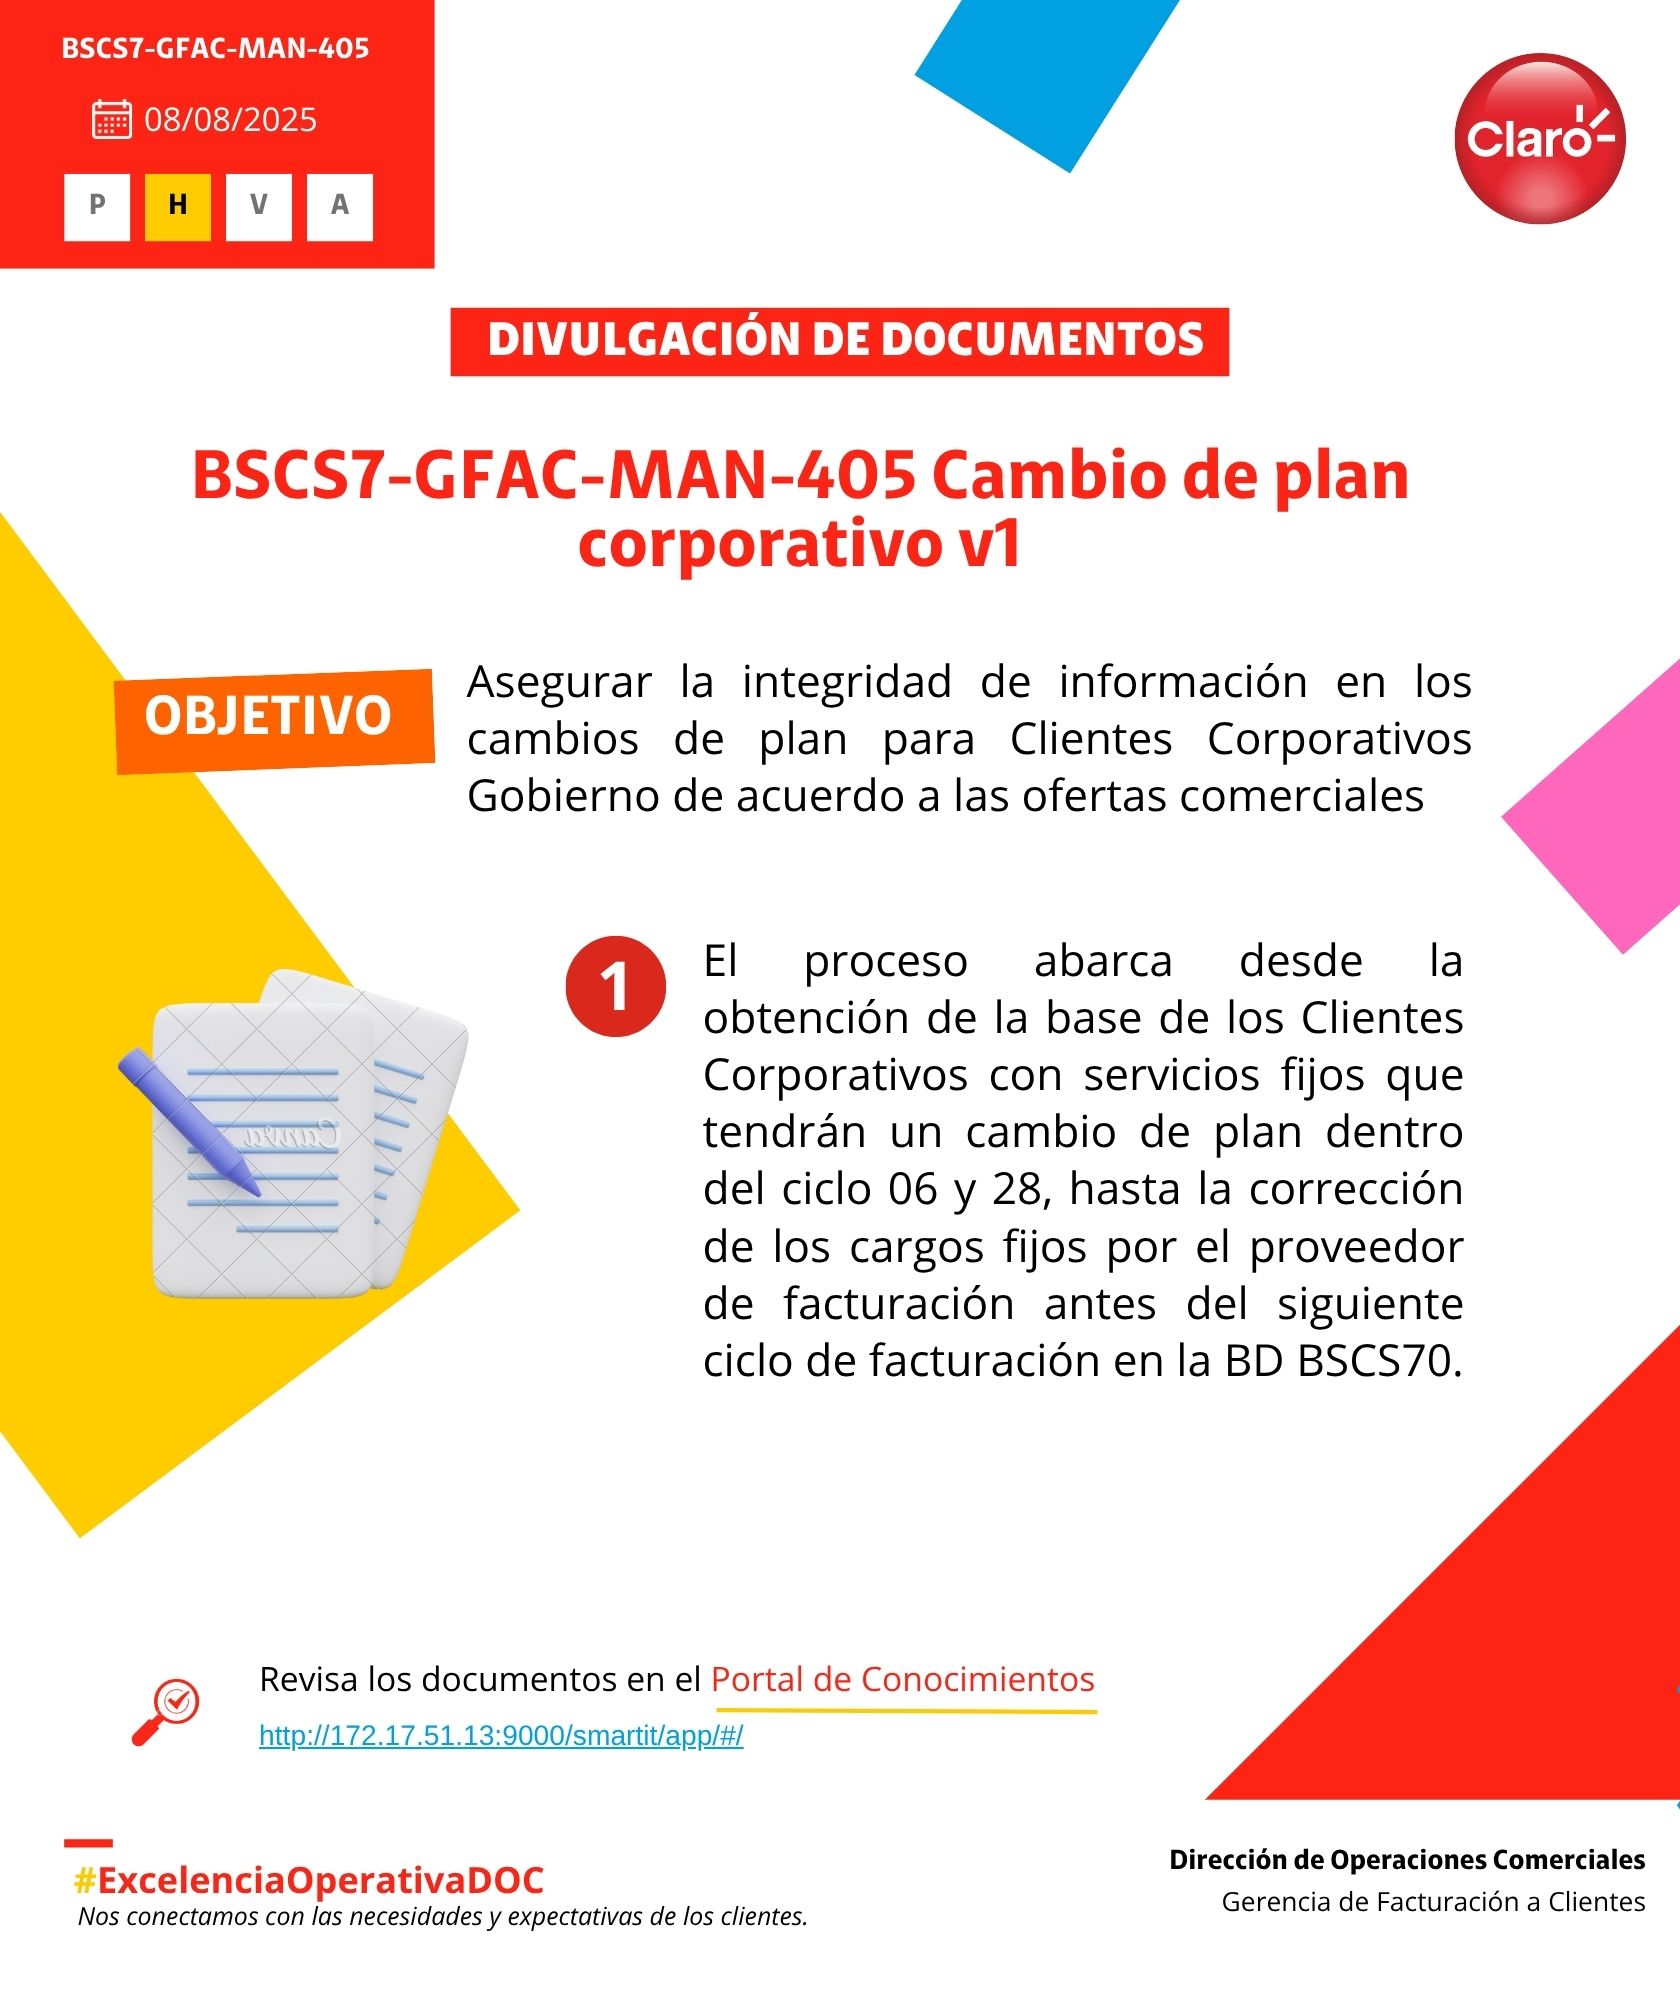 BSCS7-GFAC-MAN-405
08/08/2025
P H V A
Claro
DIVULGACIÓN DE DOCUMENTOS
BSCS7-GFAC-MAN-405 Cambio de plan
corporativo v1
OBJETIVO
Asegurar la integridad de información en los
cambios de plan para Clientes Corporativos
Gobierno de acuerdo a las ofertas comerciales
1
El proceso abarca desde la
obtención de la base de los Clientes
Corporativos con servicios fijos que
tendrán un cambio de plan dentro
del ciclo 06 y 28, hasta la corrección
de los cargos fijos por el proveedor
de facturación antes del siguiente
ciclo de facturación en la BD BSCS70.
Canva
Revisa los documentos en el Portal de Conocimientos
http://172.17.51.13:9000/smartit/app/#/
#ExcelenciaOperativaDOC
Nos conectamos con las necesidades y expectativas de los clientes.
Dirección de Operaciones Comerciales
Gerencia de Facturación a Clientes